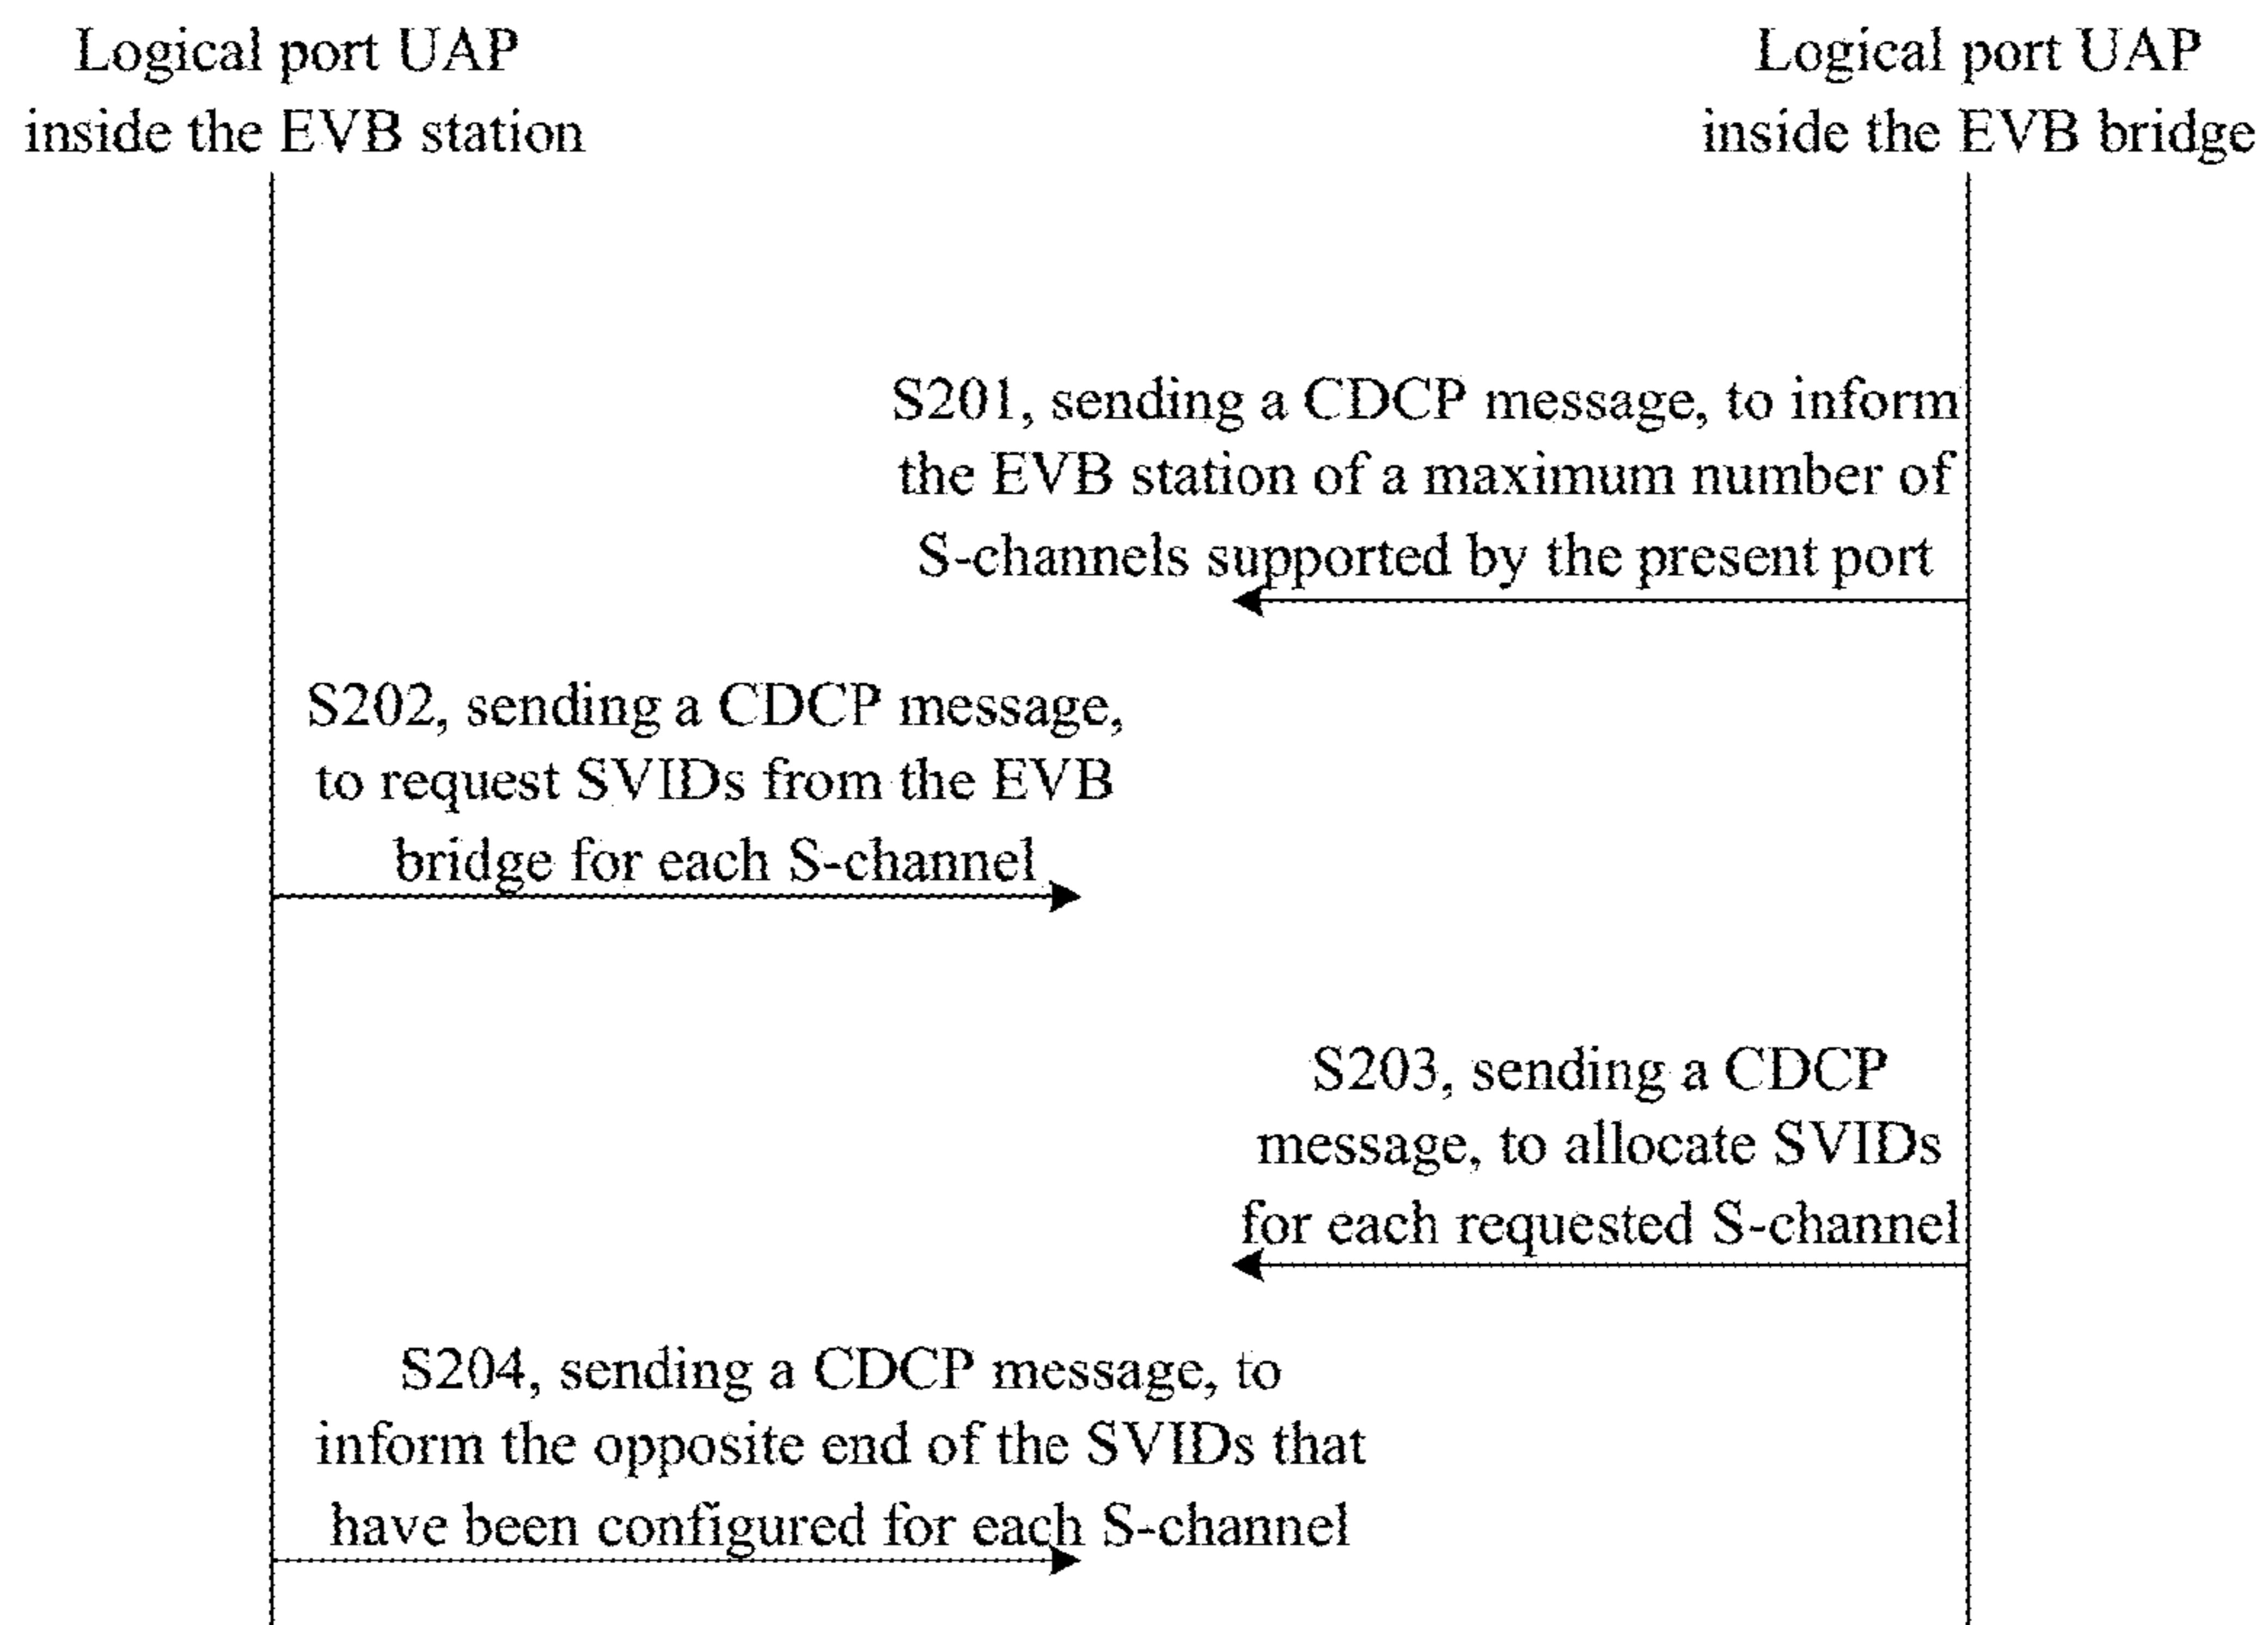 Logical port UAP
inside the EVB station
Logical port UAP
inside the EVB bridge
S201, sending a CDCP message, to inform
the EVB station of a maximum number of
S-channels supported by the present port
S202, sending a CDCP message,
to request SVIDs from the EVB
bridge for each S-channel
S203, sending a CDCP
message, to allocate SVIDs
for each requested S-channel
S204, sending a CDCP message, to
inform the opposite end of the SVIDs that
have been configured for each S-channel